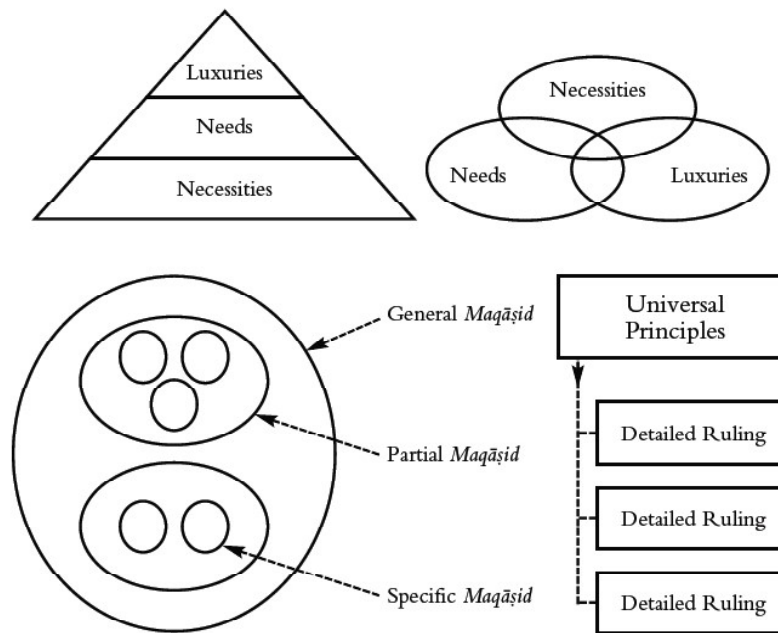 Luxuries
Needs
Necessities
Necessities
Needs
Luxuries
General Maqāṣid
Partial Maqāṣid
Specific Maqāṣid
Universal
Principles
Detailed Ruling
Detailed Ruling
Detailed Ruling